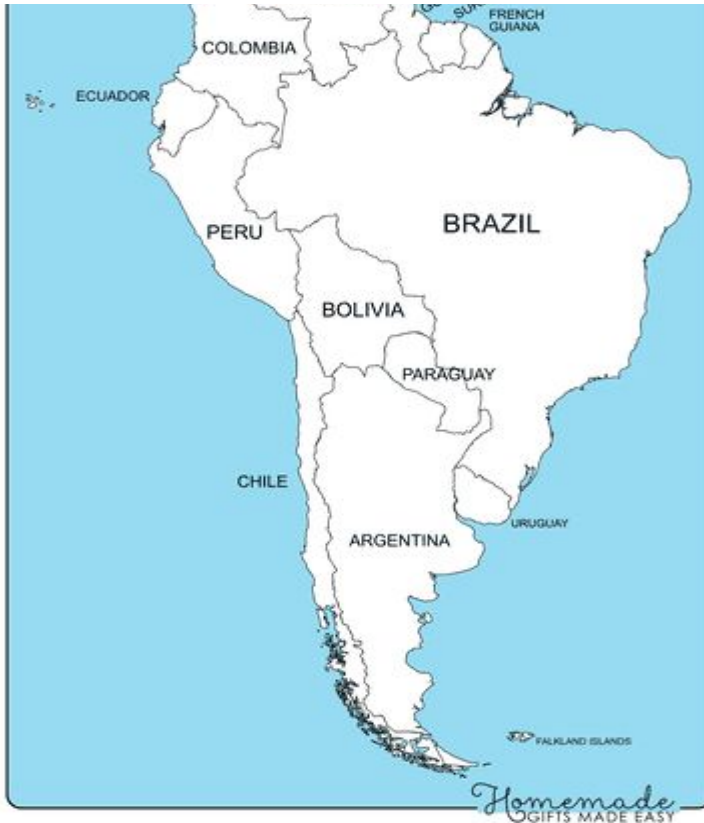 FRENCH
GUIANA
COLOMBIA
ECUADOR
PERU
BRAZIL
BOLIVIA
PARAGUAY
CHILE
ARGENTINA
URUGUAY
FALKLAND ISLANDS
Homemade
GIFTS MADE EASY